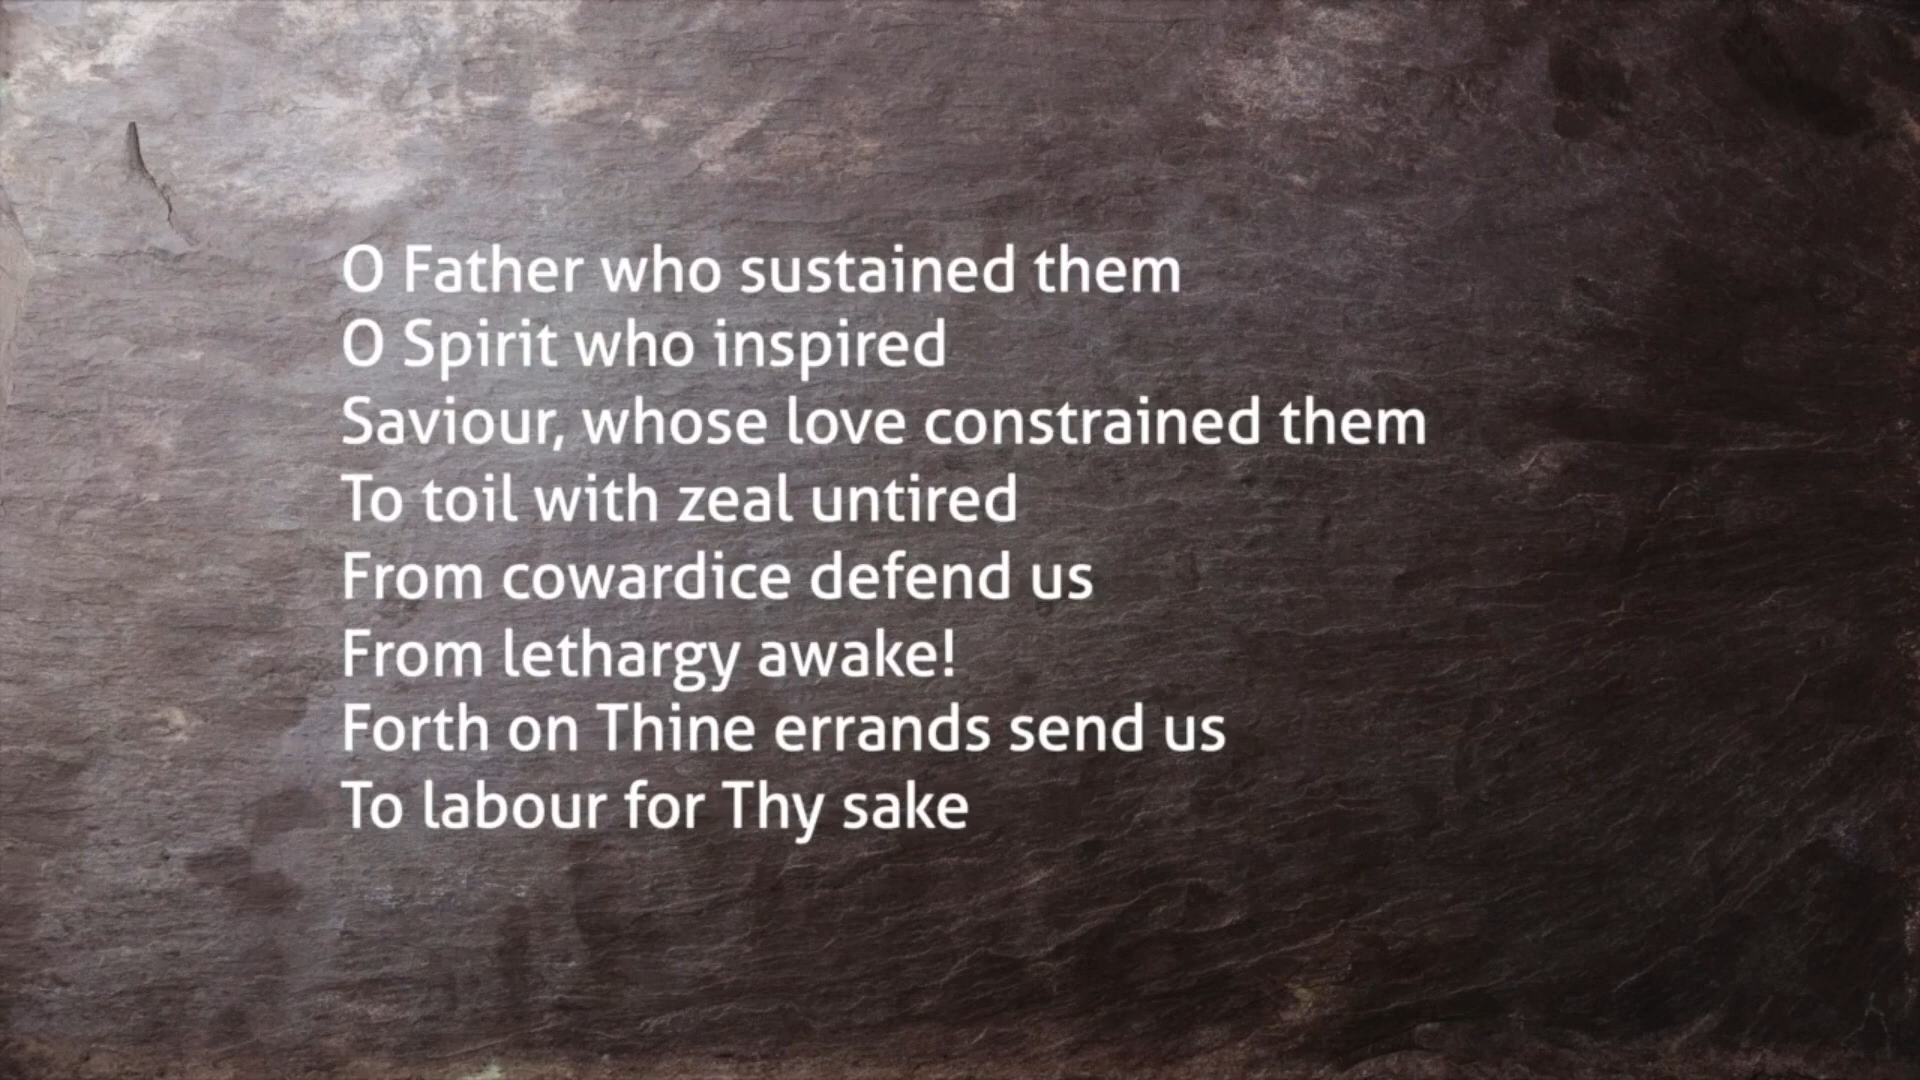 O Father who sustained them
O Spirit who inspired
Saviour, whose love constrained them
To toil with zeal untired
From cowardice defend us
From lethargy awake!
Forth on Thine errands send us
To labour for Thy sake